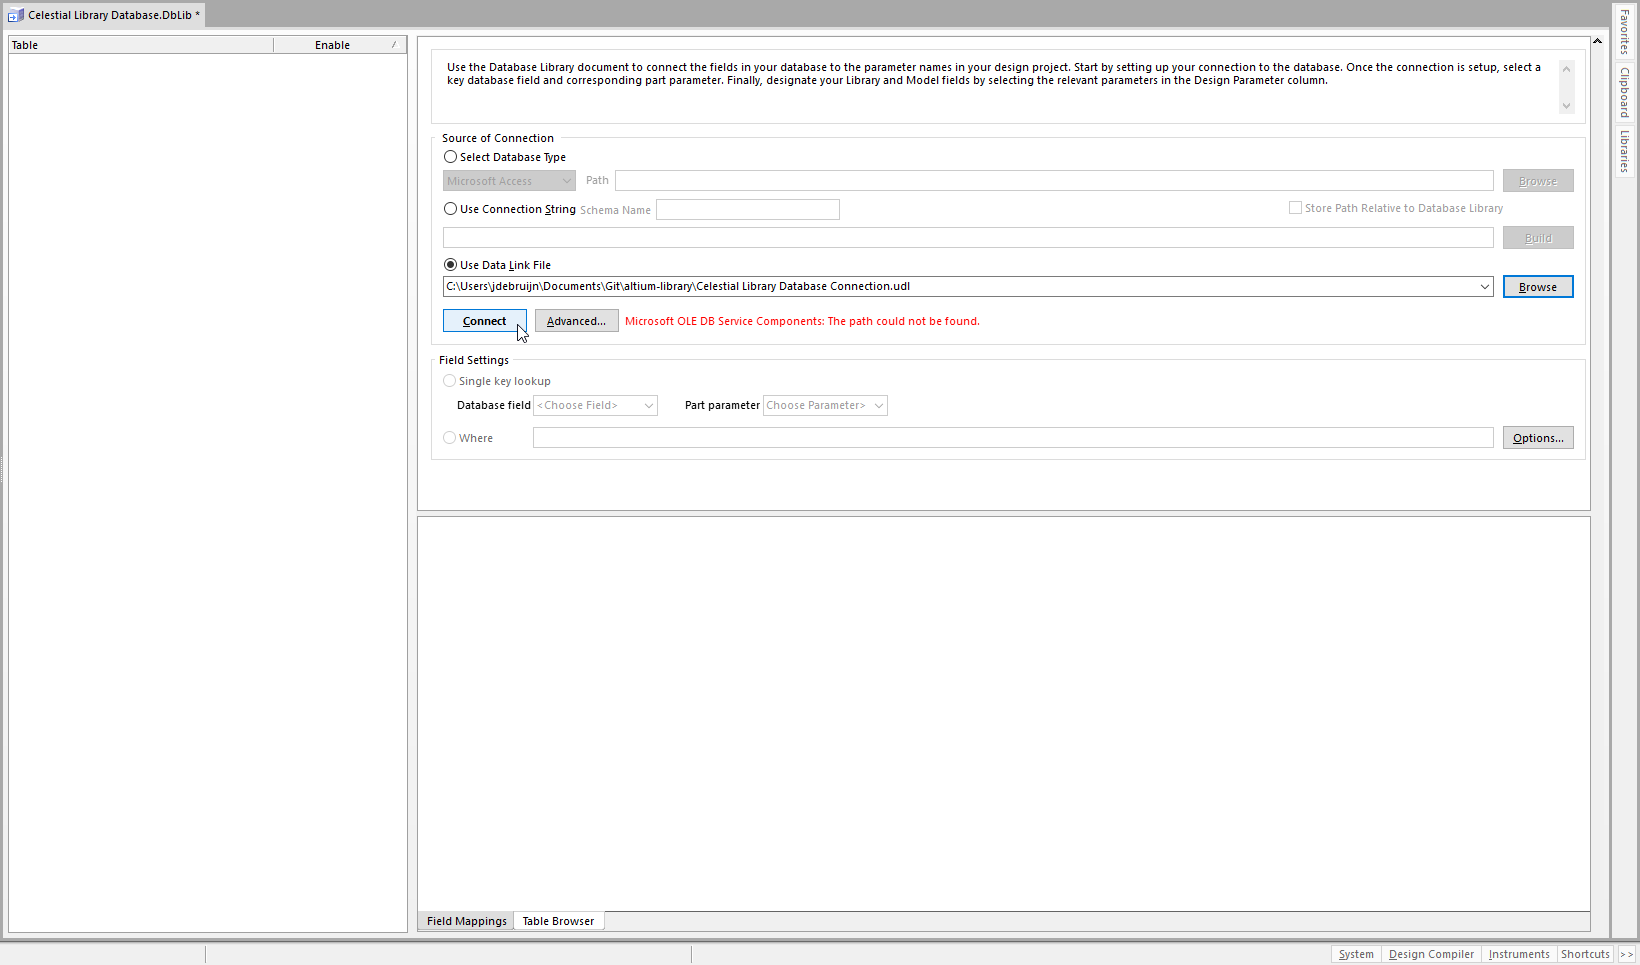 Celestial Library Database.DbLib *
Table Enable
Use the Database Library document to connect the fields in your database to the parameter names in your design project. Start by setting up your connection to the database. Once the connection is setup, select a
key database field and corresponding part parameter. Finally, designate your Library and Model fields by selecting the relevant parameters in the Design Parameter column.
Source of Connection
Select Database Type
Microsoft Access Path Browse
Use Connection String Schema Name Store Path Relative to Database Library
Build
Use Data Link File
C:\Users\jdebruijn\Documents\Git\altium-library\Celestial Library Database Connection.udl Browse
Connect Advanced... Microsoft OLE DB Service Components: The path could not be found.
Field Settings
Single key lookup
Database field <Choose Field> Part parameter Choose Parameter>
Where Options...
Field Mappings Table Browser
System Design Compiler Instruments Shortcuts >>
Favorites
Clipboard
Libraries